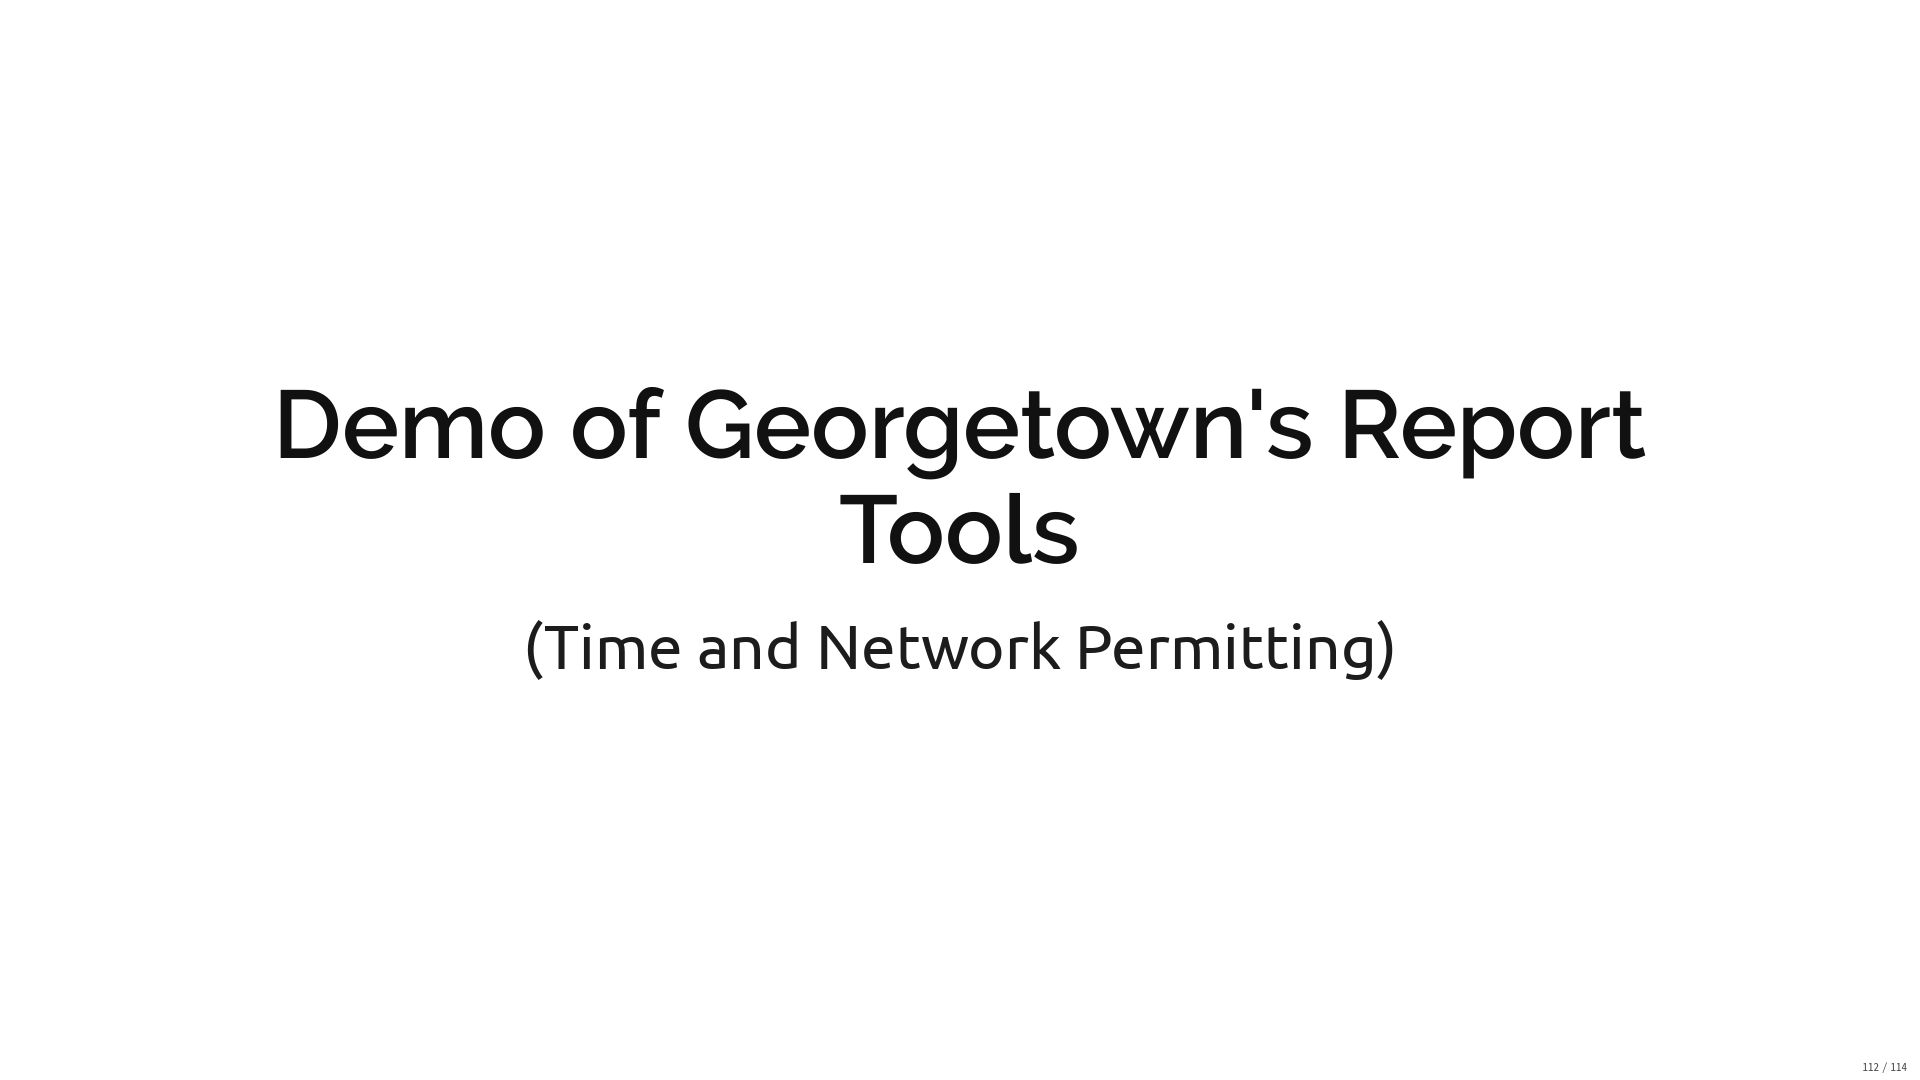 Demo of Georgetown's Report
Tools
(Time and Network Permitting)
112 / 114